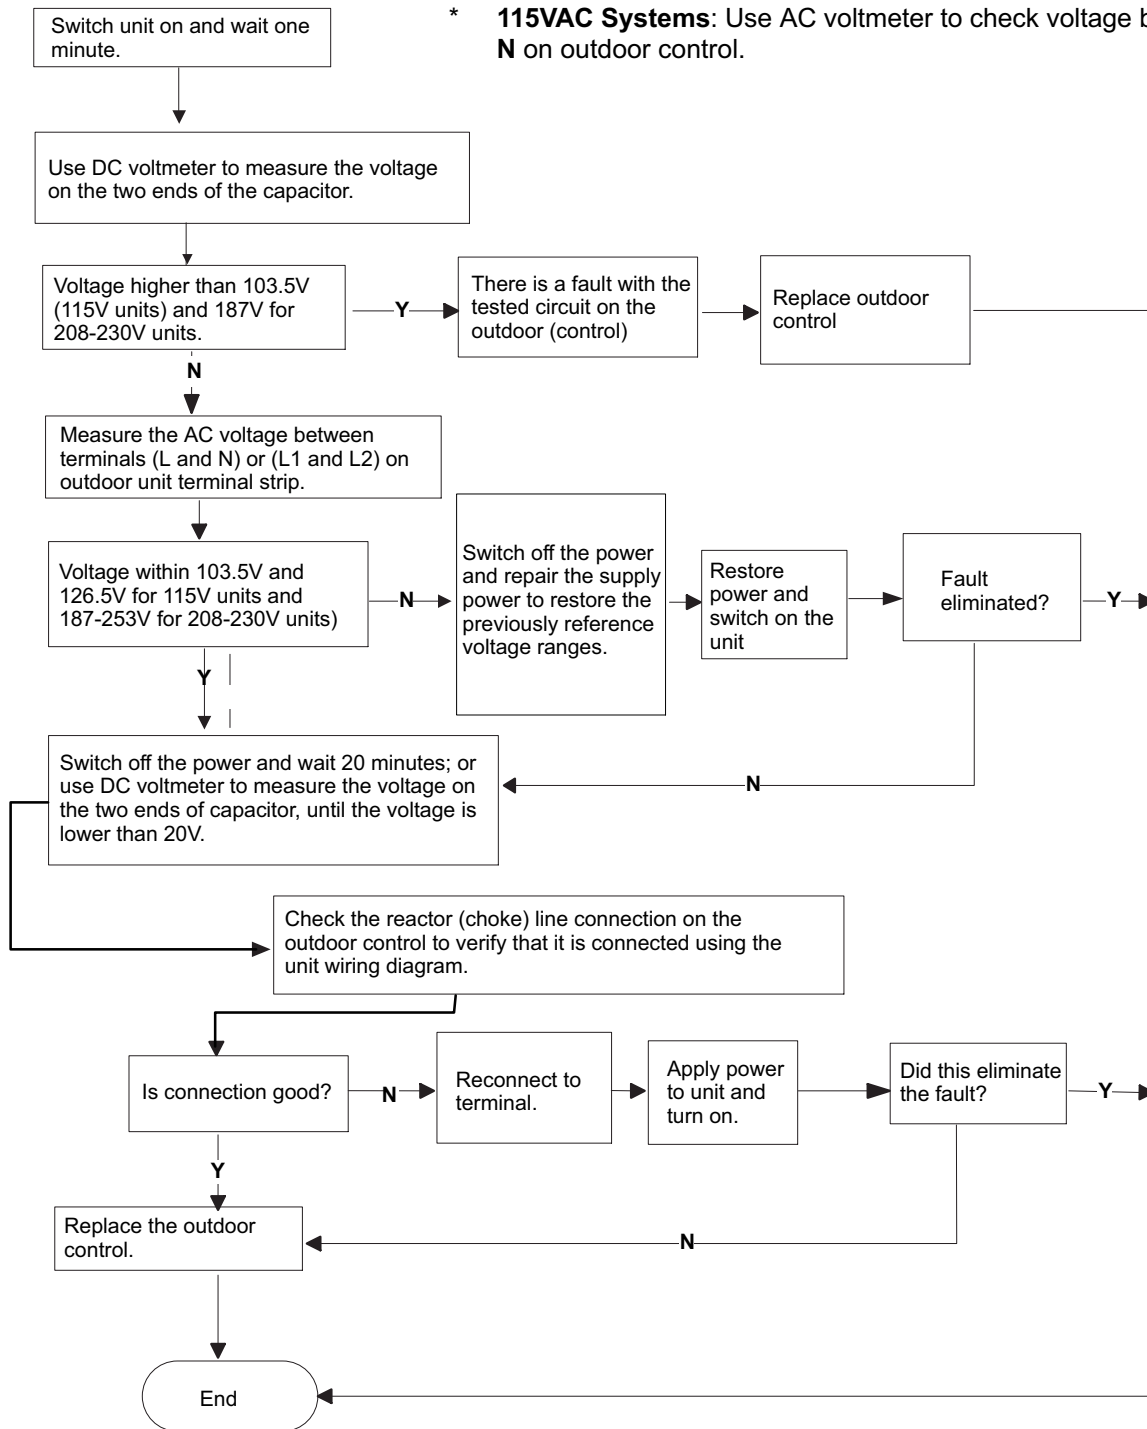 Switch unit on and wait one
minute.
* 115VAC Systems: Use AC voltmeter to check voltage
N on outdoor control.
Use DC voltmeter to measure the voltage
on the two ends of the capacitor.
Voltage higher than 103.5V
(115V units) and 187V for
208-230V units.
Y
There is a fault with the
tested circuit on the
outdoor (control)
Replace outdoor
control
N
Measure the AC voltage between
terminals (L and N) or (L1 and L2) on
outdoor unit terminal strip.
Voltage within 103.5V and
126.5V for 115V units and
187-253V for 208-230V units)
N
Switch off the power
and repair the supply
power to restore the
previously reference
voltage ranges.
Restore
power and
switch on the
unit
Fault
eliminated?
Y
Y
Switch off the power and wait 20 minutes; or
use DC voltmeter to measure the voltage on
the two ends of capacitor, until the voltage is
lower than 20V.
N
Check the reactor (choke) line connection on the
outdoor control to verify that it is connected using the
unit wiring diagram.
Is connection good?
N
Reconnect to
terminal.
Apply power
to unit and
turn on.
Did this eliminate
the fault?
Y
Y
Replace the outdoor
control.
N
End